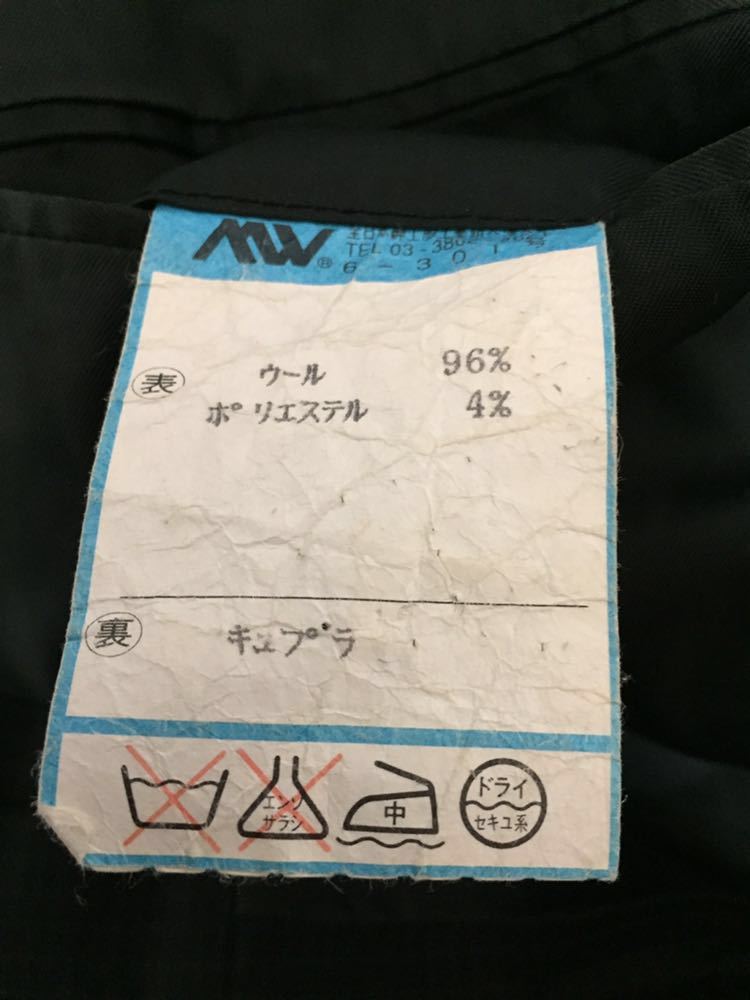 MW®
TEL 03-38
6-301
表
ウール 96%
ポリエステル 4%
裏
キュプラ
エンソ
サラシ
中
ドライ
セキユ系